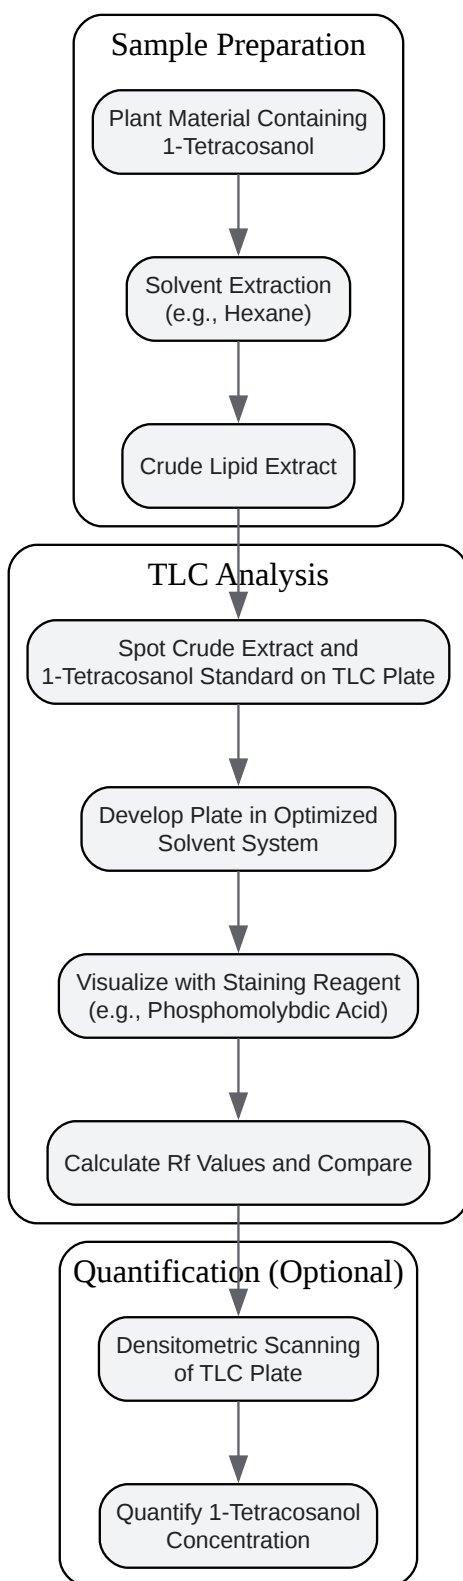 Sample Preparation
Plant Material Containing
1-Tetracosanol
Solvent Extraction
(e.g., Hexane)
Crude Lipid Extract
TLC Analysis
Spot Crude Extract and
1-Tetracosanol Standard on TLC Plate
Develop Plate in Optimized
Solvent System
Visualize with Staining Reagent
(e.g., Phosphomolybdic Acid)
Calculate Rf Values and Compare
Quantification (Optional)
Densitometric Scanning
of TLC Plate
Quantify 1-Tetracosanol
Concentration